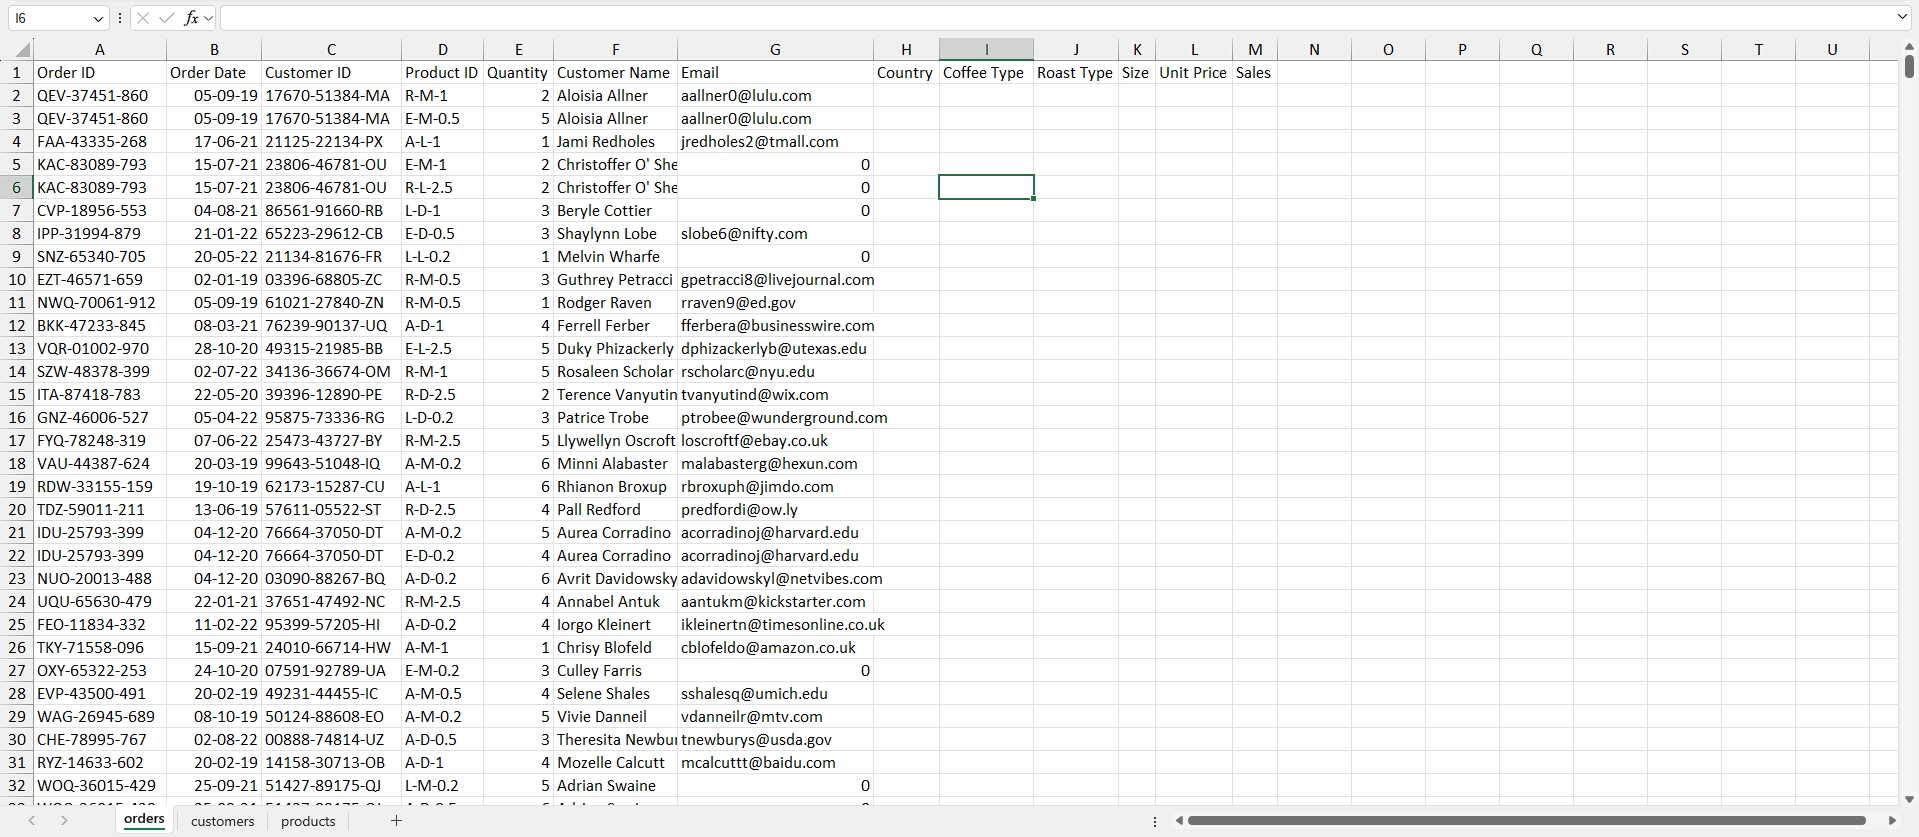 I6 fx
A B C D E F G H I J K L M N O P Q R S T U
1 Order ID Order Date Customer ID Product ID Quantity Customer Name Email Country Coffee Type Roast Type Size Unit Price Sales
2 QEV-37451-860 05-09-19 17670-51384-MA R-M-1 2 Aloisia Allner aallner0@lulu.com
3 QEV-37451-860 05-09-19 17670-51384-MA E-M-0.5 5 Aloisia Allner aallner0@lulu.com
4 FAA-43335-268 17-06-21 21125-22134-PX A-L-1 1 Jami Redholes jredholes2@tmall.com
5 KAC-83089-793 15-07-21 23806-46781-OU E-M-1 2 Christoffer O' She 0
6 KAC-83089-793 15-07-21 23806-46781-OU R-L-2.5 2 Christoffer O' She 0
7 CVP-18956-553 04-08-21 86561-91660-RB L-D-1 3 Beryle Cottier 0
8 IPP-31994-879 21-01-22 65223-29612-CB E-D-0.5 3 Shaylynn Lobe slobe6@nifty.com
9 SNZ-65340-705 20-05-22 21134-81676-FR L-L-0.2 1 Melvin Wharfe 0
10 EZT-46571-659 02-01-19 03396-68805-ZC R-M-0.5 3 Guthrey Petracci gpetracci8@livejournal.com
11 NWQ-70061-912 05-09-19 61021-27840-ZN R-M-0.5 1 Rodger Raven rraven9@ed.gov
12 BKK-47233-845 08-03-21 76239-90137-UQ A-D-1 4 Ferrell Ferber fferbera@businesswire.com
13 VQR-01002-970 28-10-20 49315-21985-BB E-L-2.5 5 Duky Phizackerly dphizackerlyb@utexas.edu
14 SZW-48378-399 02-07-22 34136-36674-OM R-M-1 5 Rosaleen Scholar rscholarc@nyu.edu
15 ITA-87418-783 22-05-20 39396-12890-PE R-D-2.5 2 Terence Vanyutin tvanyutind@wix.com
16 GNZ-46006-527 05-04-22 95875-73336-RG L-D-0.2 3 Patrice Trobe ptrobee@wunderground.com
17 FYQ-78248-319 07-06-22 25473-43727-BY R-M-2.5 5 Llywellyn Oscroft loscroftf@ebay.co.uk
18 VAU-44387-624 20-03-19 99643-51048-IQ A-M-0.2 6 Minni Alabaster malabasterg@hexun.com
19 RDW-33155-159 19-10-19 62173-15287-CU A-L-1 6 Rhianon Broxup rbroxuph@jimdo.com
20 TDZ-59011-211 13-06-19 57611-05522-ST R-D-2.5 4 Pall Redford predfordi@ow.ly
21 IDU-25793-399 04-12-20 76664-37050-DT A-M-0.2 5 Aurea Corradino acorradinoj@harvard.edu
22 IDU-25793-399 04-12-20 76664-37050-DT E-D-0.2 4 Aurea Corradino acorradinoj@harvard.edu
23 NUO-20013-488 04-12-20 03090-88267-BQ A-D-0.2 6 Avrit Davidowsky adavidowskyl@netvibes.com
24 UQU-65630-479 22-01-21 37651-47492-NC R-M-2.5 4 Annabel Antuk aantukm@kickstarter.com
25 FEO-11834-332 11-02-22 95399-57205-HI A-D-0.2 4 Iorgo Kleinert ikleinertn@timesonline.co.uk
26 TKY-71558-096 15-09-21 24010-66714-HW A-M-1 1 Chrisy Blofeld cblofeldo@amazon.co.uk
27 OXY-65322-253 24-10-20 07591-92789-UA E-M-0.2 3 Culley Farris 0
28 EVP-43500-491 20-02-19 49231-44455-IC A-M-0.5 4 Selene Shales sshalesq@umich.edu
29 WAG-26945-689 08-10-19 50124-88608-EO A-M-0.2 5 Vivie Danneil vdanneilr@mtv.com
30 CHE-78995-767 02-08-22 00888-74814-UZ A-D-0.5 3 Theresita Newbur tnewburys@usda.gov
31 RYZ-14633-602 20-02-19 14158-30713-OB A-D-1 4 Mozelle Calcutt mcalcuttt@baidu.com
32 WOQ-36015-429 25-09-21 51427-89175-QJ L-M-0.2 5 Adrian Swaine 0
orders customers products